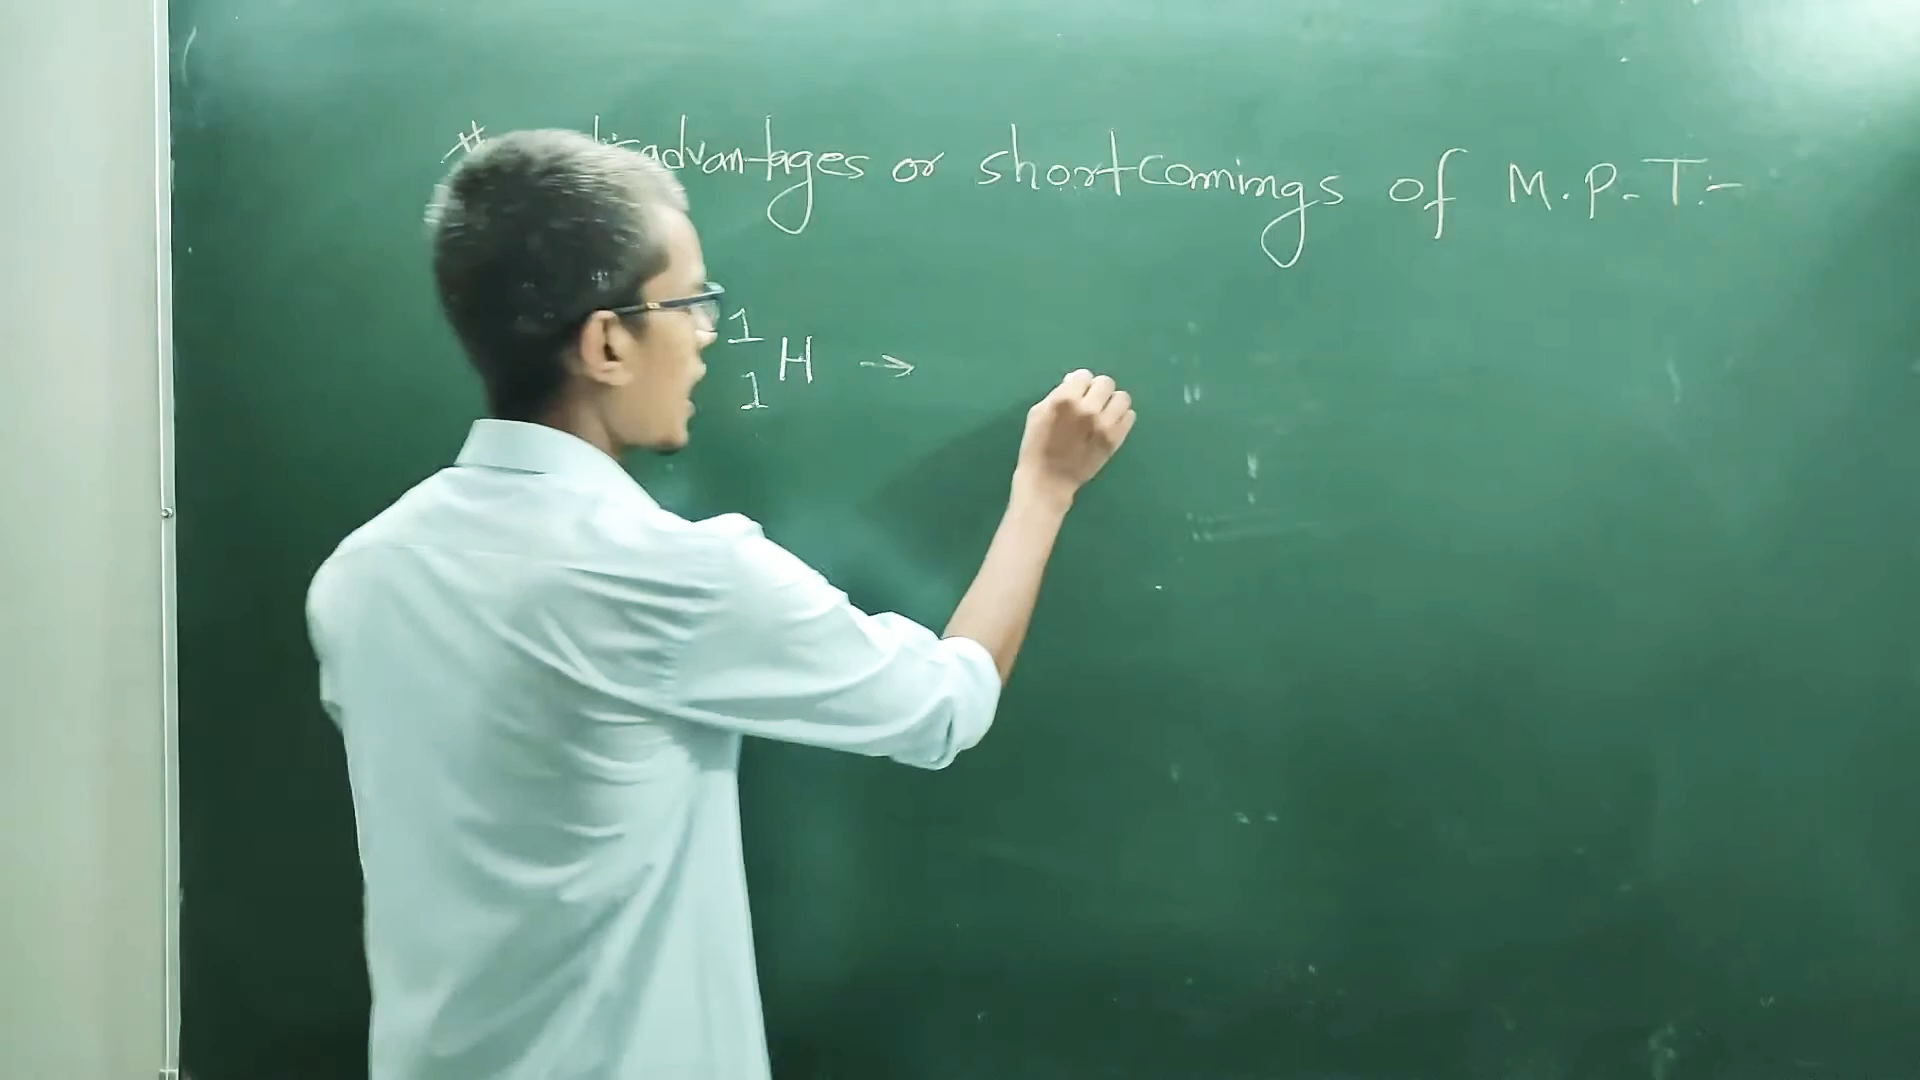 # disadvantages or shortcomings of M.P.T:-
1
H →
1